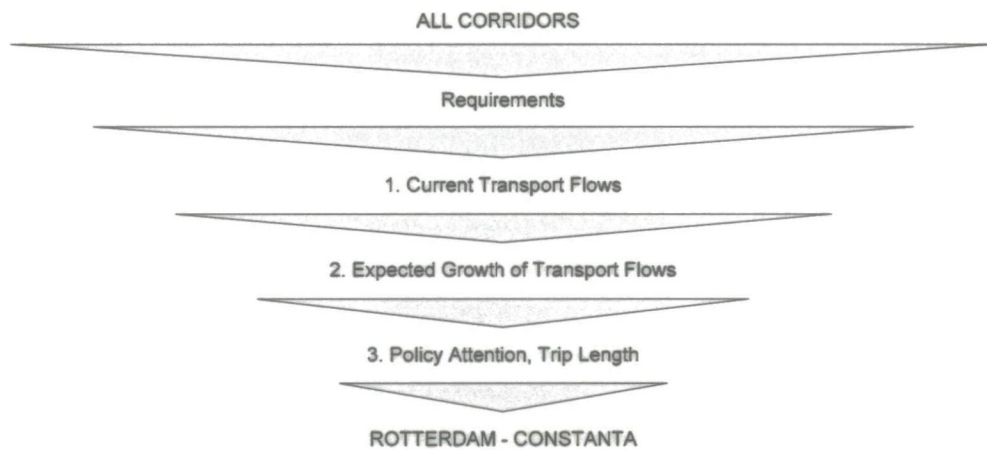 ALL CORRIDORS
Requirements
1. Current Transport Flows
2. Expected Growth of Transport Flows
3. Policy Attention, Trip Length
ROTTERDAM - CONSTANTA